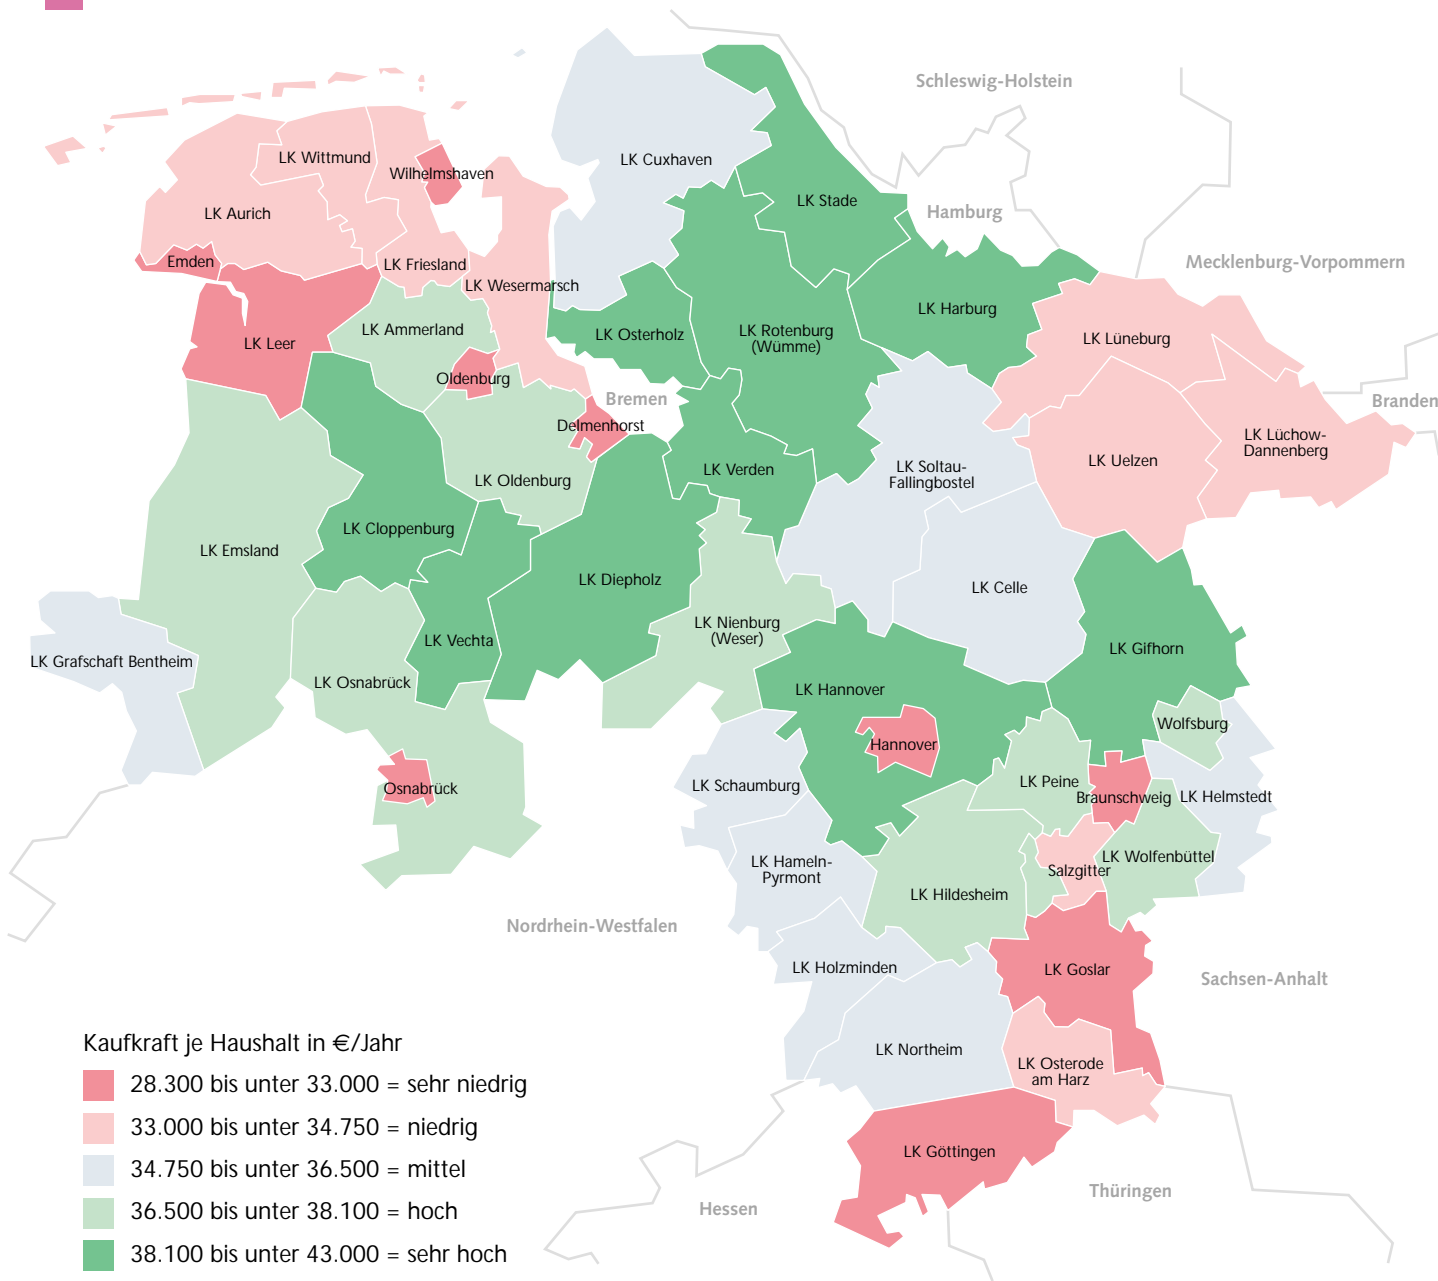 Schleswig-Holstein
LK Wittmund
LK Cuxhaven
Wilhelmshaven
LK Stade
LK Aurich
Hamburg
Emden
LK Friesland
Mecklenburg-Vorpommern
LK Wesermarsch
LK Harburg
LK Ammerland
LK Osterholz
LK Rotenburg
(Wümme)
LK Leer
LK Lüneburg
Oldenburg
Bremen
Branden
Delmenhorst
LK Lüchow-
Dannenberg
LK Uelzen
LK Soltau-
Fallingbostel
LK Verden
LK Oldenburg
LK Cloppenburg
LK Emsland
LK Diepholz
LK Celle
LK Nienburg
(Weser)
LK Vechta
LK Gifhorn
LK Grafschaft Bentheim
LK Osnabrück
LK Hannover
Wolfsburg
Hannover
LK Peine
LK Schaumburg
Osnabrück
Braunschweig
LK Helmstedt
LK Hameln-
Pyrmont
LK Wolfenbüttel
Salzgitter
LK Hildesheim
Nordrhein-Westfalen
LK Holzminden
LK Goslar
Sachsen-Anhalt
LK Northeim
LK Osterode
am Harz
LK Göttingen
Thüringen
Hessen
Kaufkraft je Haushalt in €/Jahr
28.300 bis unter 33.000 = sehr niedrig
33.000 bis unter 34.750 = niedrig
34.750 bis unter 36.500 = mittel
36.500 bis unter 38.100 = hoch
38.100 bis unter 43.000 = sehr hoch